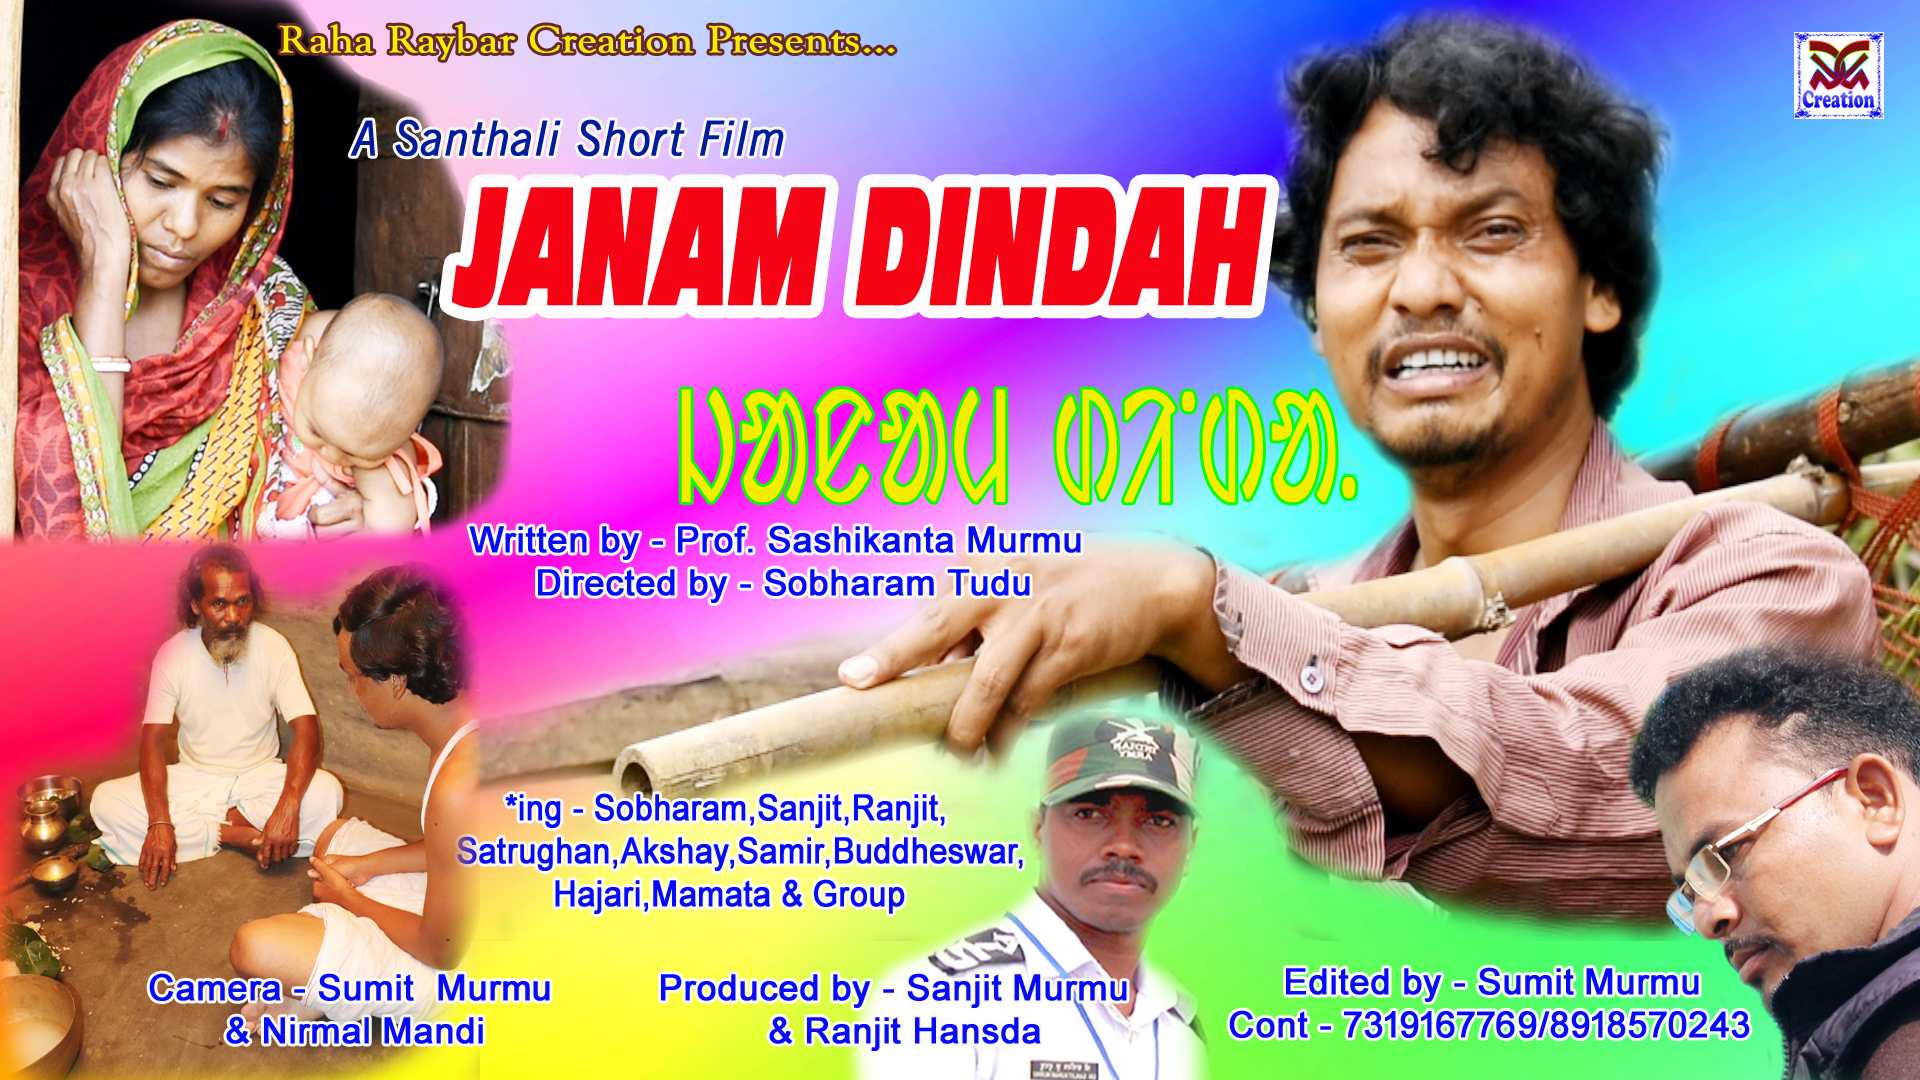 Raha Raybar Creation Presents...
Creation
A Santhali Short Film
JANAM DINDAH
ᱡᱟᱱᱟᱢ ᱫᱤᱸᱫᱟᱹ
Written by - Prof. Sashikanta Murmu
Directed by - Sobharam Tudu
*ing - Sobharam,Sanjit,Ranjit,
Satrughan,Akshay,Samir,Buddheswar,
Hajari,Mamata & Group
Camera - Sumit Murmu
& Nirmal Mandi
Produced by - Sanjit Murmu
& Ranjit Hansda
Edited by - Sumit Murmu
Cont - 7319167769/8918570243